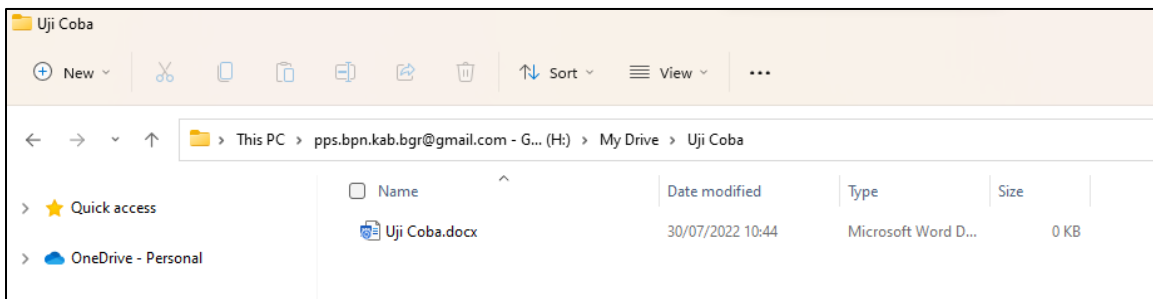 Uji Coba
New
Sort
View
This PC > pps.bpn.kab.bgr@gmail.com - G... (H:) > My Drive > Uji Coba
Quick access
OneDrive - Personal
Name Date modified Type Size
Uji Coba.docx 30/07/2022 10:44 Microsoft Word D... 0 KB